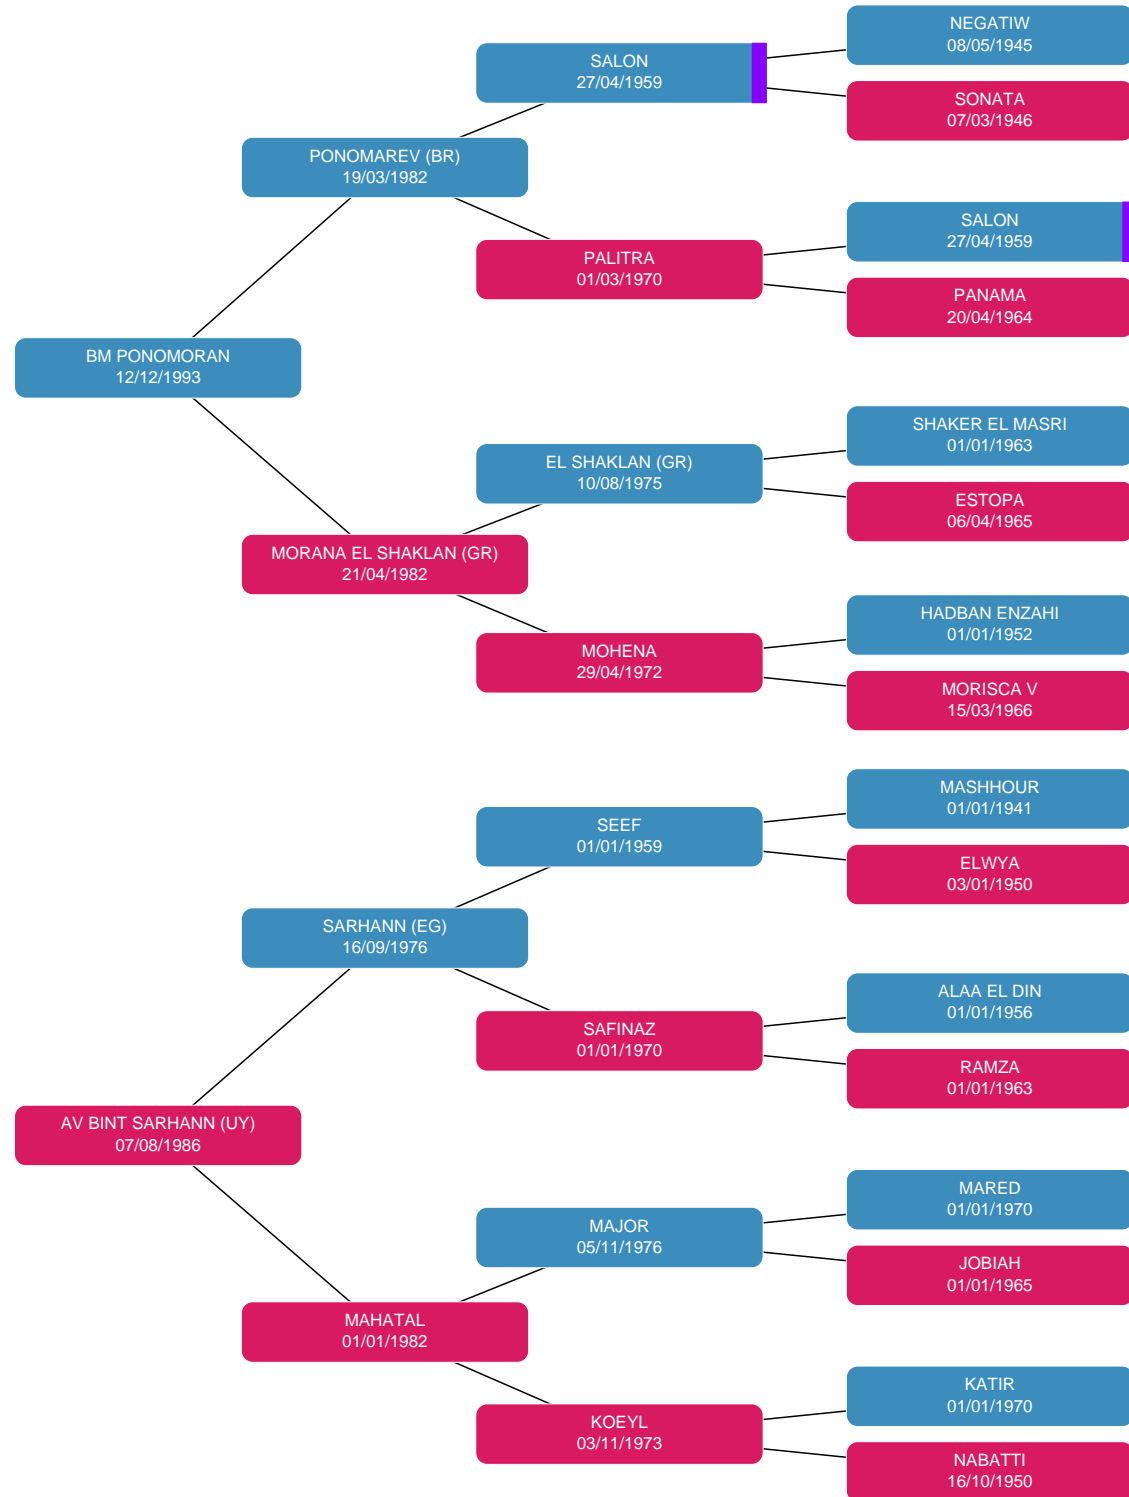 NEGATIW
08/05/1945
SALON
27/04/1959
SONATA
07/03/1946
PONOMAREV (BR)
19/03/1982
SALON
27/04/1959
PALITRA
01/03/1970
PANAMA
20/04/1964
BM PONOMORAN
12/12/1993
SHAKER EL MASRI
01/01/1963
EL SHAKLAN (GR)
10/08/1975
ESTOPA
06/04/1965
MORANA EL SHAKLAN (GR)
21/04/1982
HADBAN ENZAHI
01/01/1952
MOHENA
29/04/1972
MORISCA V
15/03/1966
MASHHOUR
01/01/1941
SEEF
01/01/1959
ELWYA
03/01/1950
SARHANN (EG)
16/09/1976
ALAA EL DIN
01/01/1956
SAFINAZ
01/01/1970
RAMZA
01/01/1963
AV BINT SARHANN (UY)
07/08/1986
MARED
01/01/1970
MAJOR
05/11/1976
JOBIAH
01/01/1965
MAHATAL
01/01/1982
KATIR
01/01/1970
KOEYL
03/11/1973
NABATTI
16/10/1950